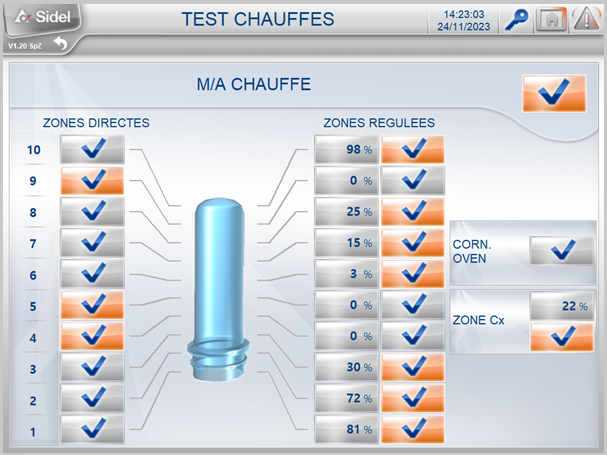 Sidel
TEST CHAUFFES
14:23:03
24/11/2023
V1.20 SpZ
M/A CHAUFFE
ZONES DIRECTES
ZONES REGULEES
10
98 %
9
0 %
8
25 %
7
15 %
6
3 %
5
0 %
4
0 %
3
30 %
2
72 %
1
81 %
CORN.
OVEN
ZONE Cx
22 %